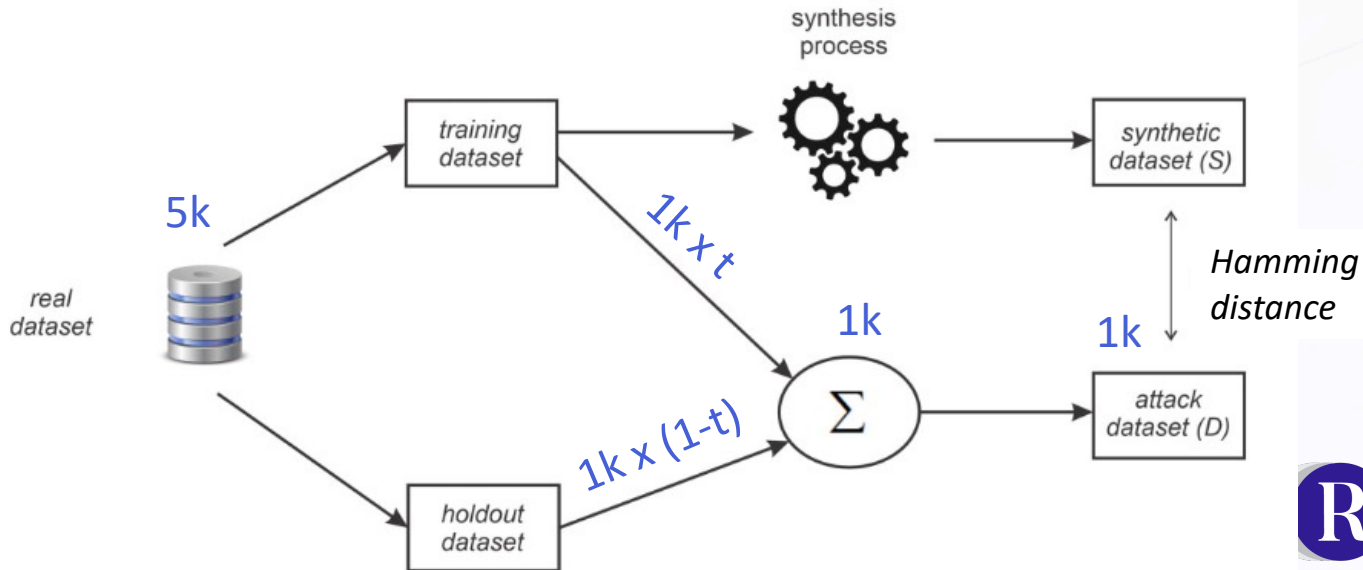 synthesis
process
training
dataset
synthetic
dataset (S)
5k
1k x t
real
dataset
Hamming
distance
1k
1k
Σ
attack
dataset (D)
1k x (1-t)
holdout
dataset
R